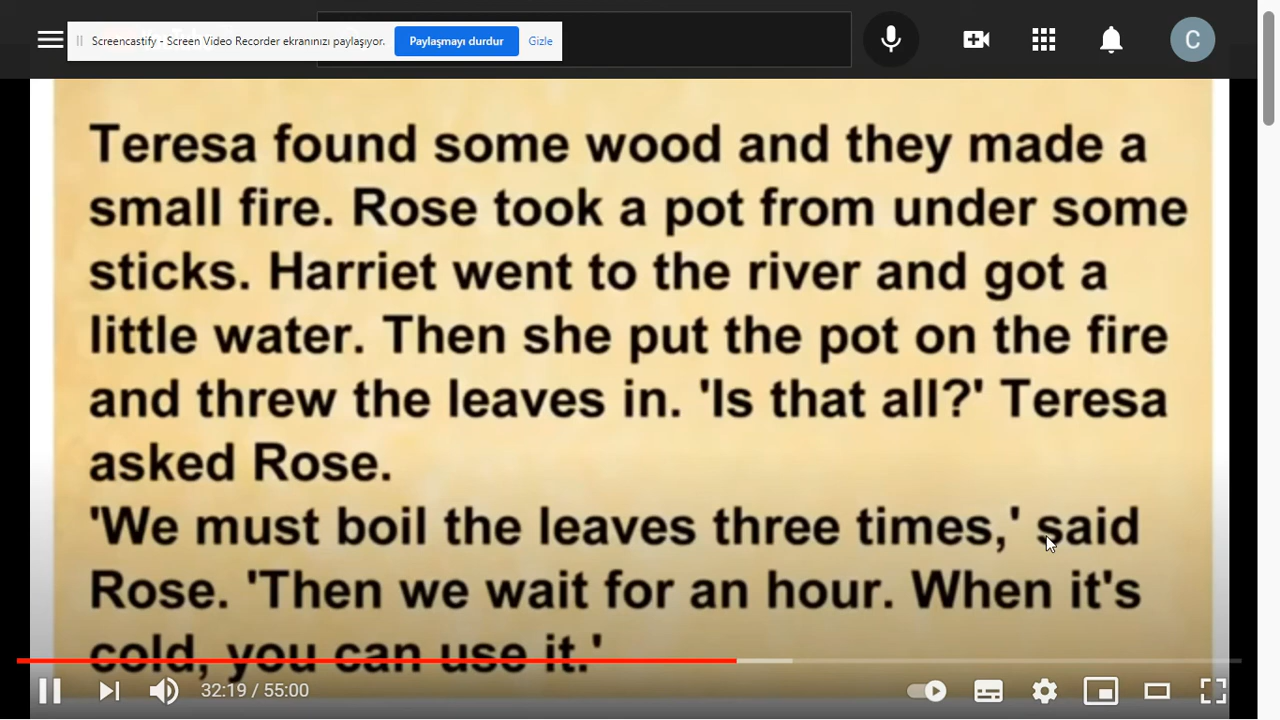 Screencastify - Screen Video Recorder ekranınızı paylaşıyor. Paylaşmayı durdur Gizle
C
Teresa found some wood and they made a
small fire. Rose took a pot from under some
sticks. Harriet went to the river and got a
little water. Then she put the pot on the fire
and threw the leaves in. 'Is that all?' Teresa
asked Rose.
'We must boil the leaves three times,' said
Rose. 'Then we wait for an hour. When it's
cold, you can use it.'
32:19 / 55:00